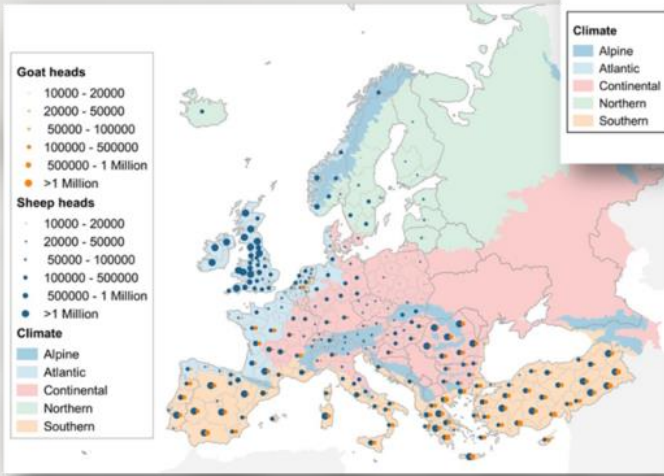 Goat heads
10000 - 20000
20000 - 50000
50000 - 100000
100000 - 500000
500000 - 1 Million
>1 Million
Sheep heads
10000 - 20000
20000 - 50000
50000 - 100000
100000 - 500000
500000 - 1 Million
>1 Million
Climate
Alpine
Atlantic
Continental
Northern
Southern
Climate
Alpine
Atlantic
Continental
Northern
Southern